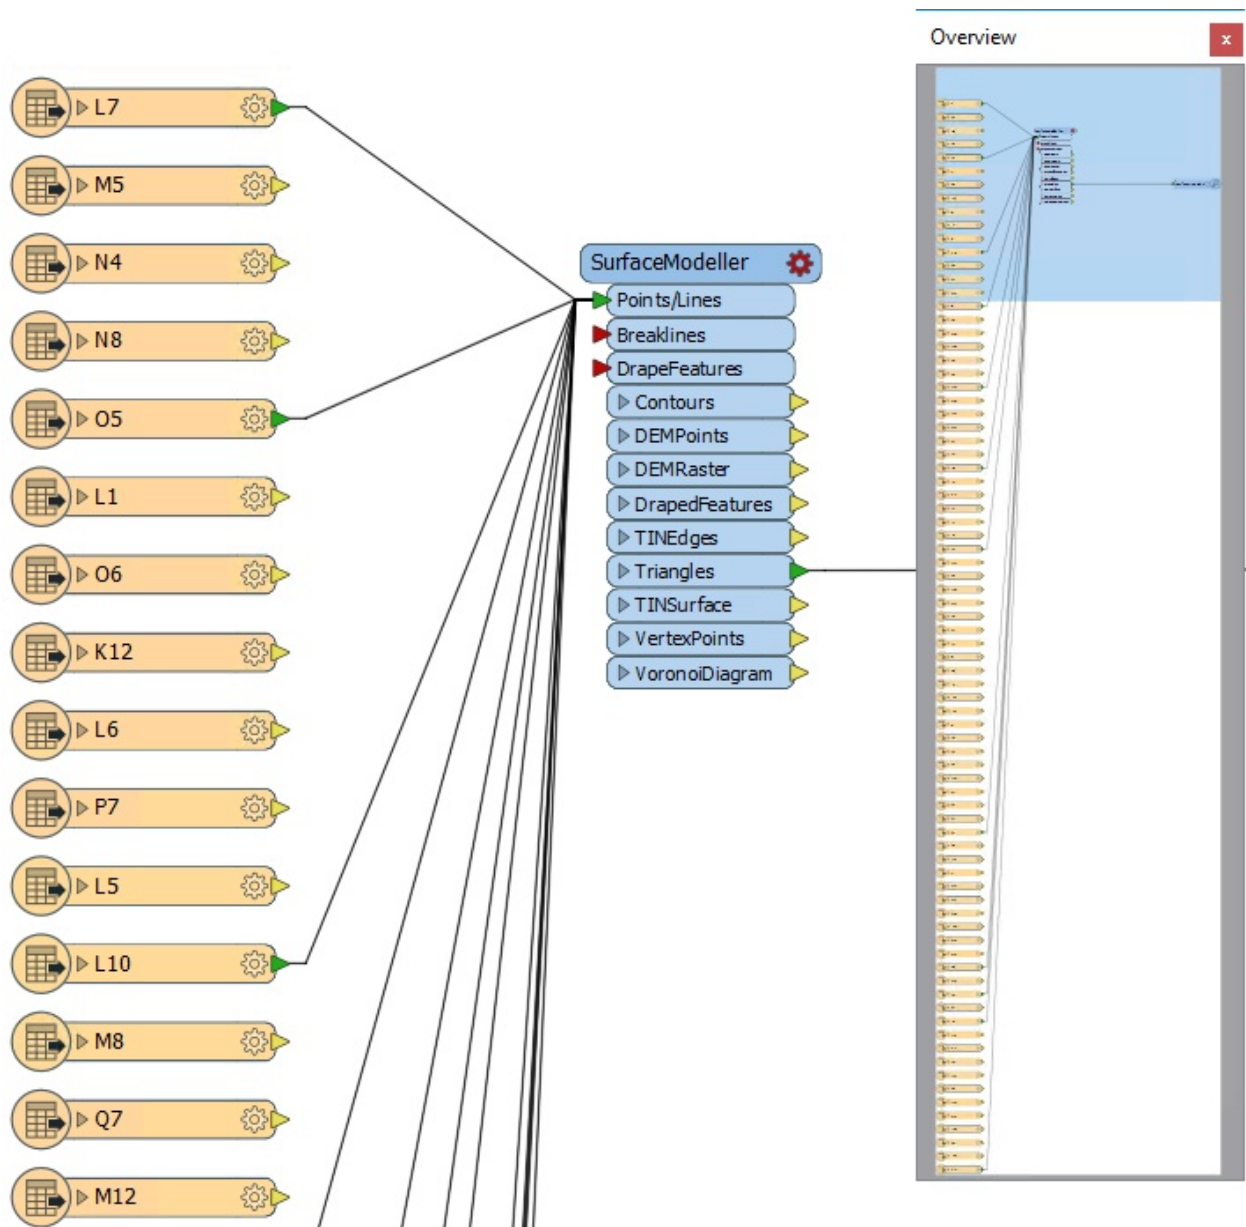 Overview
x
L7
M5
N4
N8
O5
L1
O6
K12
L6
P7
L5
L10
M8
Q7
M12
SurfaceModeller
Points/Lines
Breaklines
DrapeFeatures
Contours
DEMPoints
DEMRaster
DrapedFeatures
TINEdges
Triangles
TINSurface
VertexPoints
VoronoiDiagram